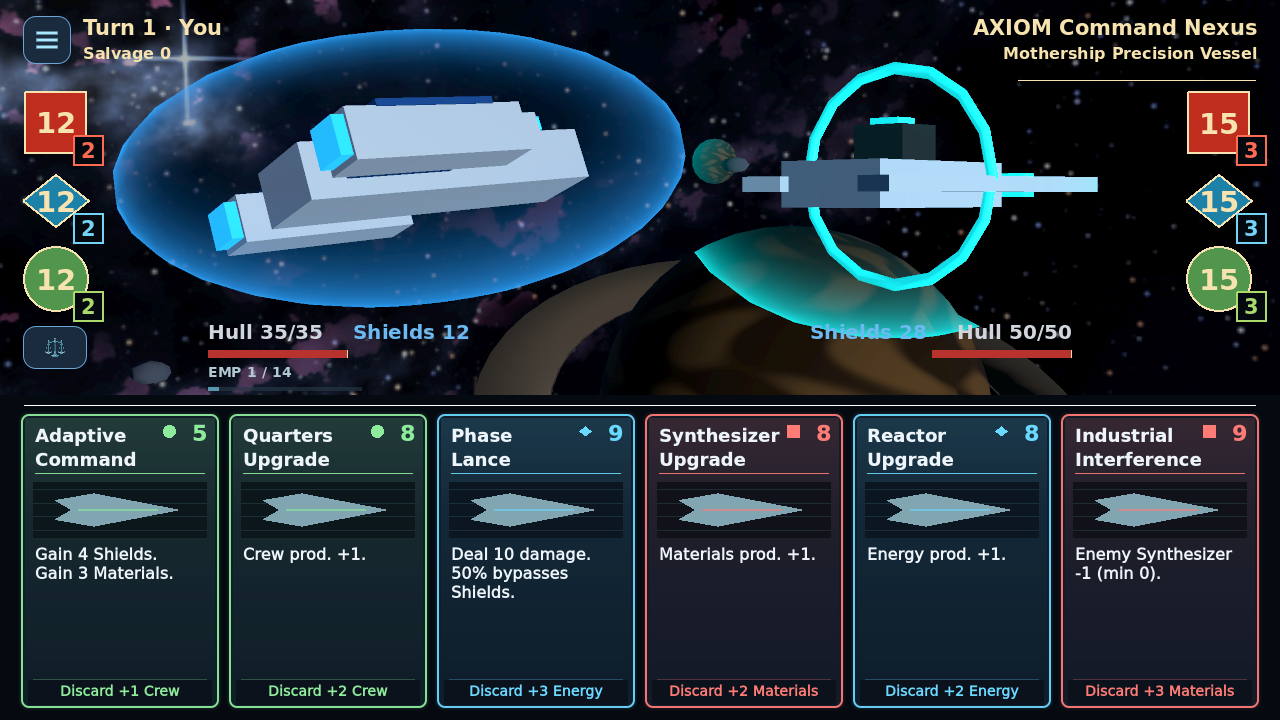 Turn 1 · You
Salvage 0
AXIOM Command Nexus
Mothership Precision Vessel
12
2
12
2
12
2
15
3
15
3
15
3
Hull 35/35
Shields 12
EMP 1 / 14
Shields 28
Hull 50/50
Adaptive
Command
5
Gain 4 Shields.
Gain 3 Materials.
Discard +1 Crew
Quarters
Upgrade
8
Crew prod. +1.
Discard +2 Crew
Phase
Lance
9
Deal 10 damage.
50% bypasses
Shields.
Discard +3 Energy
Synthesizer
Upgrade
8
Materials prod. +1.
Discard +2 Materials
Reactor
Upgrade
8
Energy prod. +1.
Discard +2 Energy
Industrial
Interference
9
Enemy Synthesizer
-1 (min 0).
Discard +3 Materials